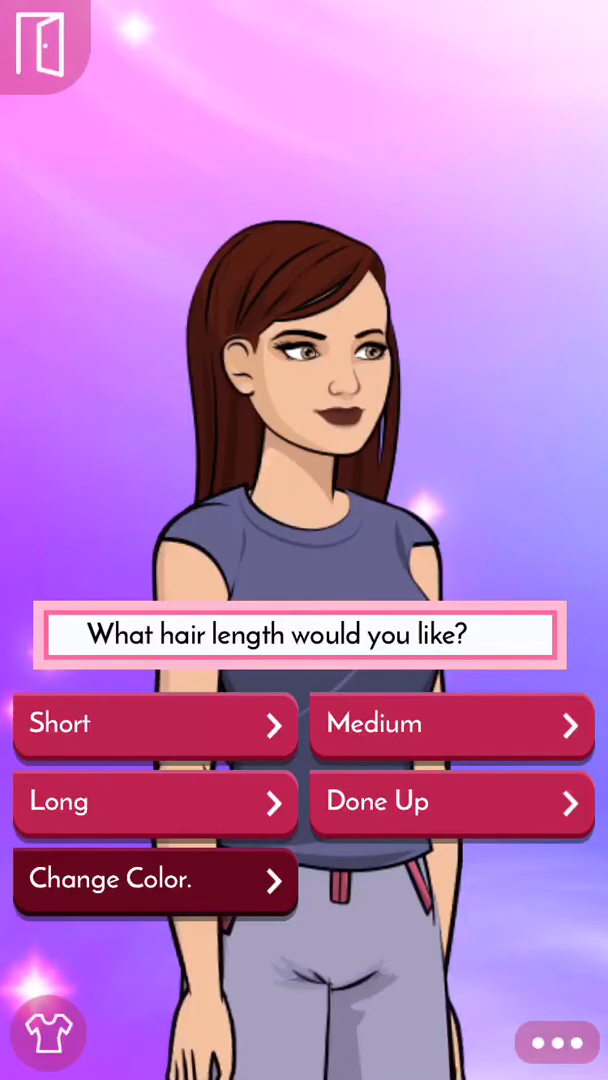 What hair length would you like?
Short
Medium
Long
Done Up
Change Color.